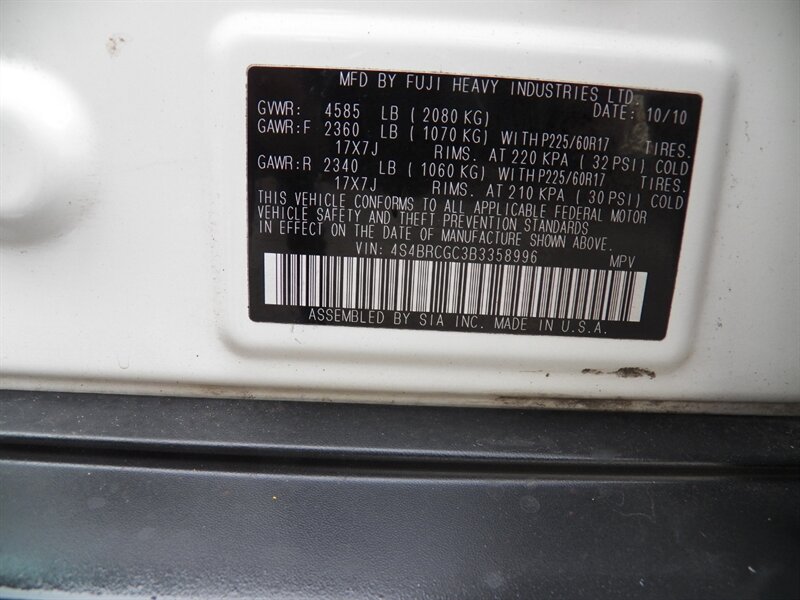 MFD BY FUJI HEAVY INDUSTRIES LTD.
GVWR: 4585 LB ( 2080 KG) DATE: 10/10
GAWR: F 2360 LB ( 1070 KG) WITH P225/60R17 TIRES.
17X7J RIMS. AT 220 KPA ( 32 PSI) COLD
GAWR: R 2340 LB ( 1060 KG) WITH P225/60R17 TIRES.
17X7J RIMS. AT 210 KPA ( 30 PSI) COLD
THIS VEHICLE CONFORMS TO ALL APPLICABLE FEDERAL MOTOR
VEHICLE SAFETY AND THEFT PREVENTION STANDARDS
IN EFFECT ON THE DATE OF MANUFACTURE SHOWN ABOVE.
VIN: 4S4BRCGC3B3358996 MPV
ASSEMBLED BY SIA INC. MADE IN U.S.A.